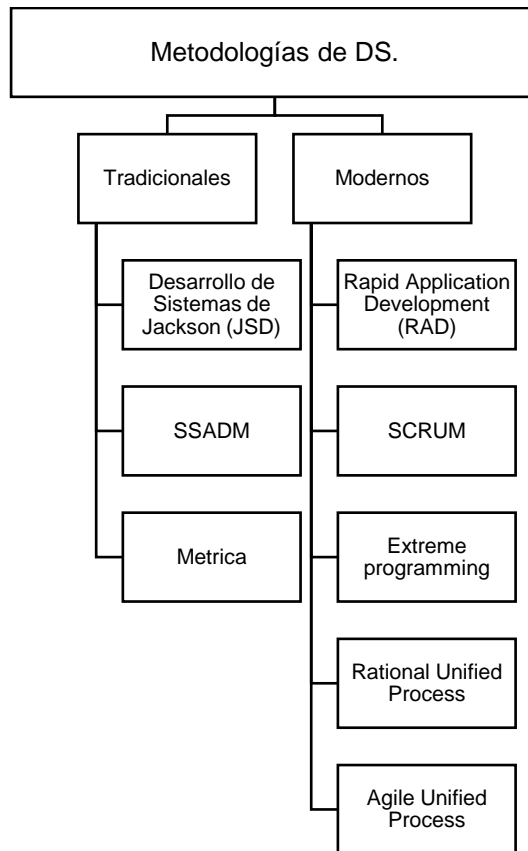 Metodologías de DS.
Tradicionales
Modernos
Desarrollo de
Sistemas de
Jackson (JSD)
SSADM
Metrica
Rapid Application
Development
(RAD)
SCRUM
Extreme
programming
Rational Unified
Process
Agile Unified
Process